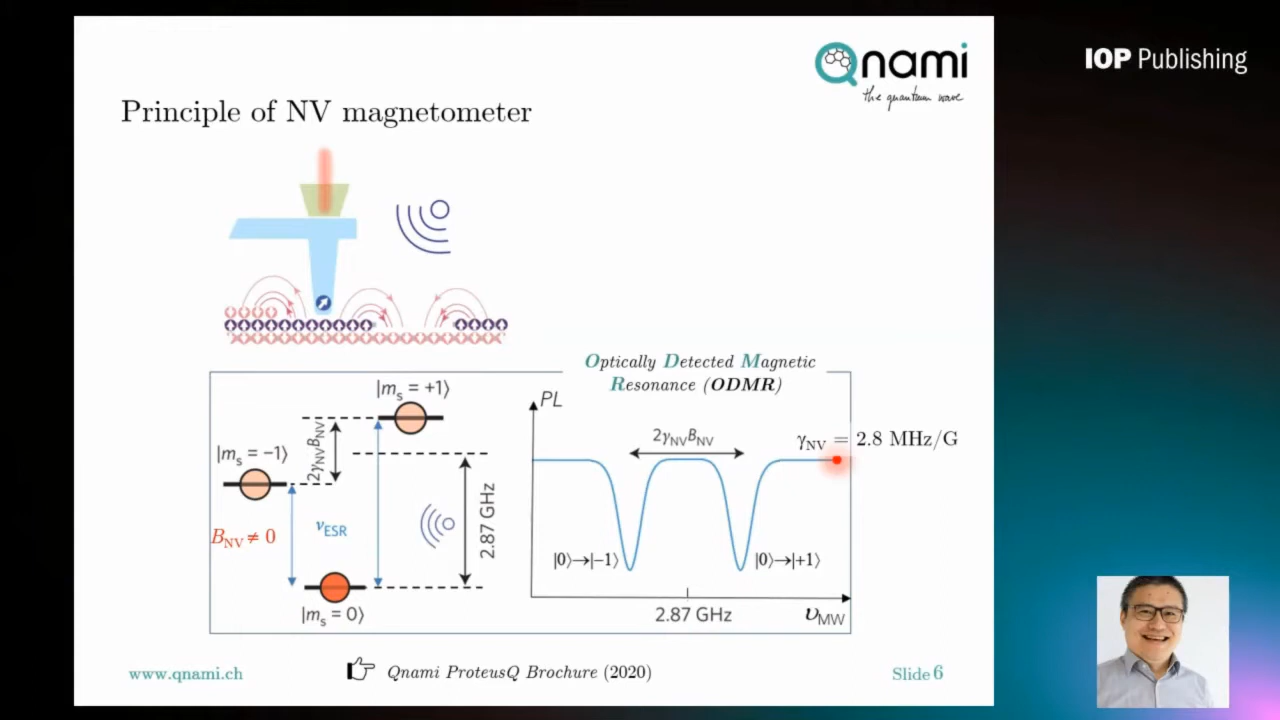 Qnami
the quantum wave
IOP Publishing
Principle of NV magnetometer
Optically Detected Magnetic
Resonance (ODMR)
|mₛ = +1⟩
|mₛ = −1⟩
2γNVBNV
BNV ≠ 0
νESR
2.87 GHz
|mₛ = 0⟩
PL
2γNVBNV
γNV = 2.8 MHz/G
|0⟩→|−1⟩
|0⟩→|+1⟩
2.87 GHz
υMW
www.qnami.ch
Qnami ProteusQ Brochure (2020)
Slide 6